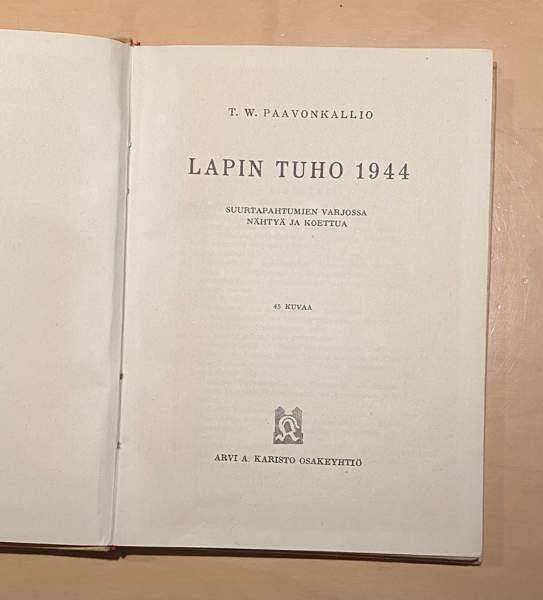 T. W. PAAVONKALLIO
LAPIN TUHO 1944
SUURTAPAHTUMIEN VARJOSSA
NÄHTYÄ JA KOETTUA
45 KUVAA
K
ARVI A. KARISTO OSAKEYHTIÖ